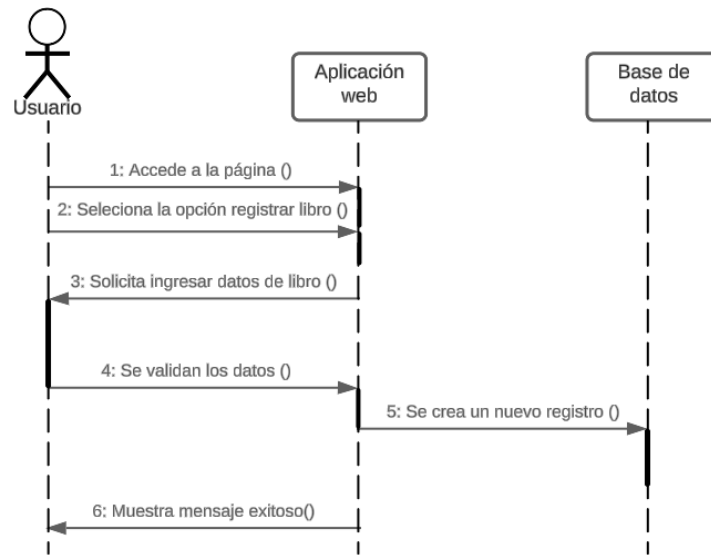 Usuario
Aplicación
web
Base de
datos
1: Accede a la página ()
2: Seleciona la opción registrar libro ()
3: Solicita ingresar datos de libro ()
4: Se validan los datos ()
5: Se crea un nuevo registro ()
6: Muestra mensaje exitoso()